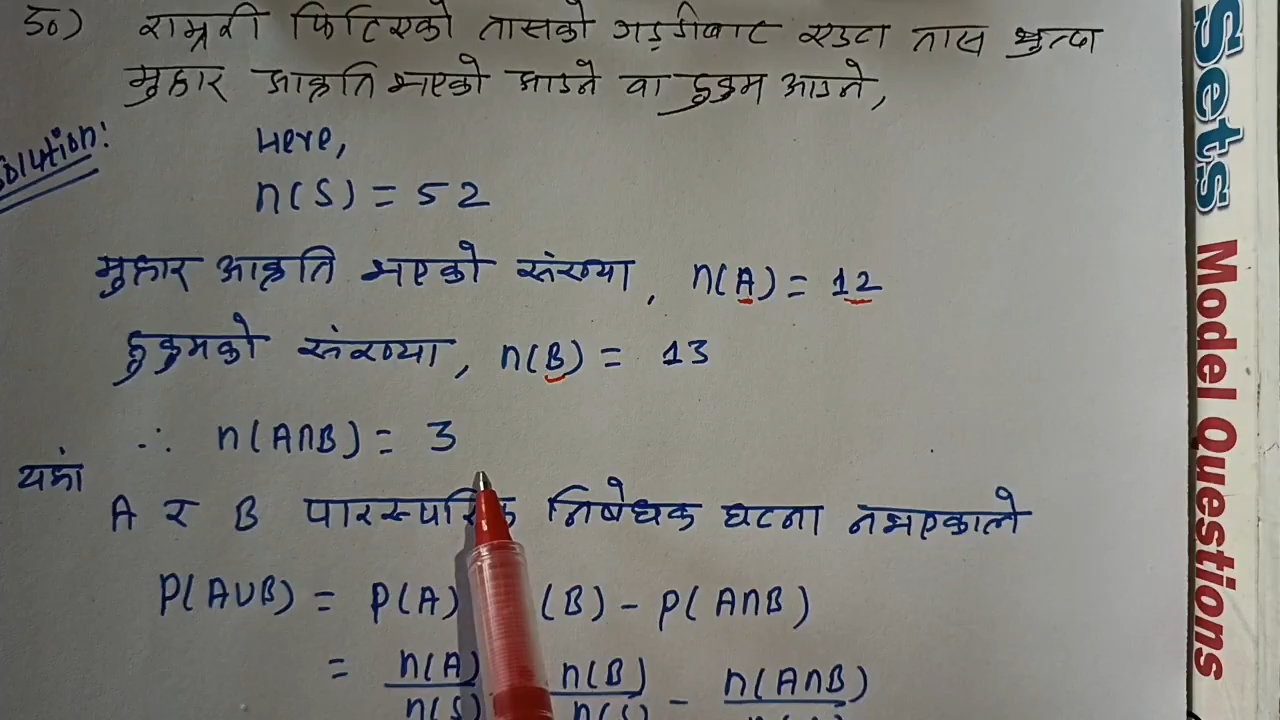 50) राम्ररी फिटिएको तासको गड्डीबाट एउटा तास थुत्दा
मुहार आकृति भएको आउने वा हुकुम आउने,
Solution:
Here,
n(S) = 52
मुहार आकृति भएको संख्या, n(A) = 12
हुकुमको संख्या, n(B) = 13
∴ n(A∩B) = 3
यहां
A र B पारस्परिक निषेधक घटना नभएकाले
P(A∪B) = P(A) (B) - P(A∩B)
= n(A)/n(S) n(B)/n(S) - n(A∩B)
Sets Model Questions